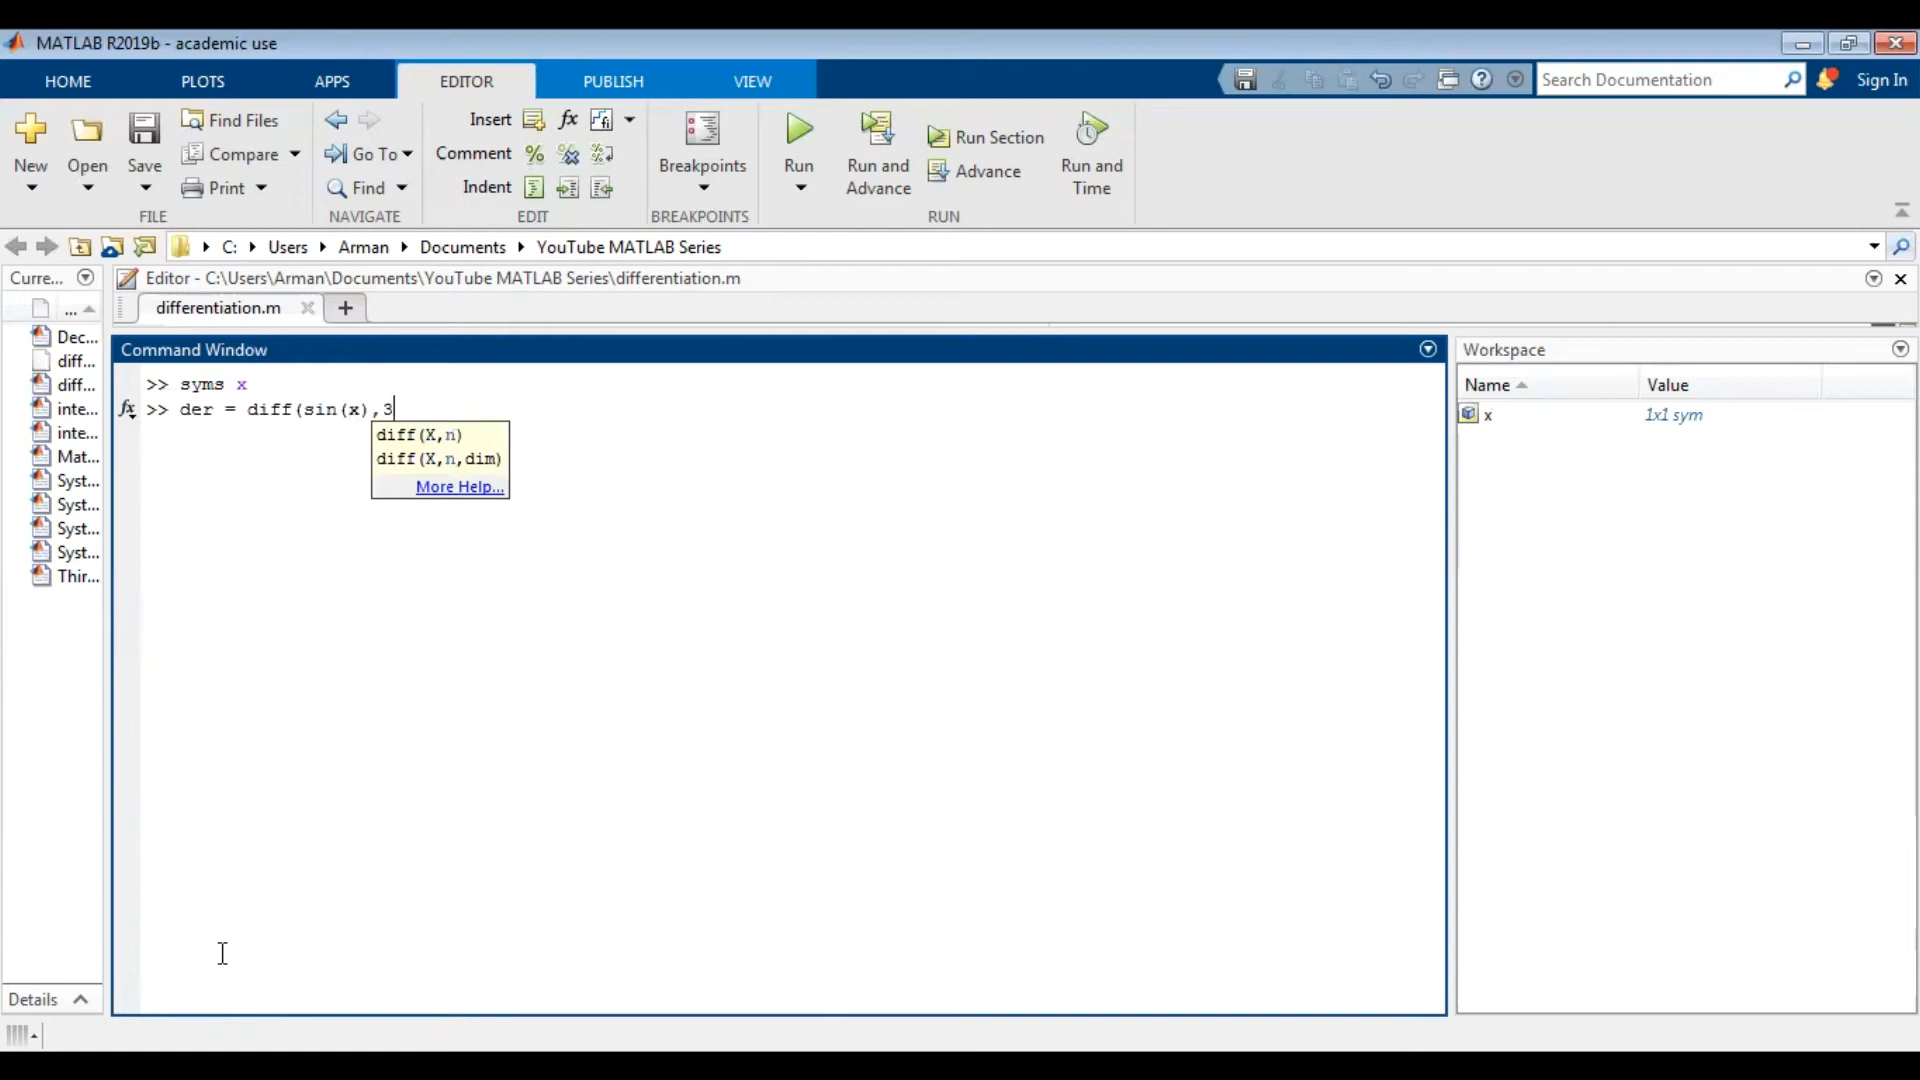 MATLAB R2019b - academic use
HOME PLOTS APPS EDITOR PUBLISH VIEW Search Documentation Sign In
New Open Save Find Files Compare Print
FILE
Go To Find
NAVIGATE
Insert fx
Comment %
Indent
EDIT
Breakpoints
BREAKPOINTS
Run Run and Advance Run Section Advance Run and Time
RUN
C: Users Arman Documents YouTube MATLAB Series
Curre... Editor - C:\Users\Arman\Documents\YouTube MATLAB Series\differentiation.m
... differentiation.m +
Dec...
diff...
diff...
inte...
inte...
Mat...
Syst...
Syst...
Syst...
Syst...
Thir...
Details
Command Window
>> syms x
fx >> der = diff(sin(x),3
diff(X,n)
diff(X,n,dim)
More Help...
Workspace
Name Value
x 1x1 sym